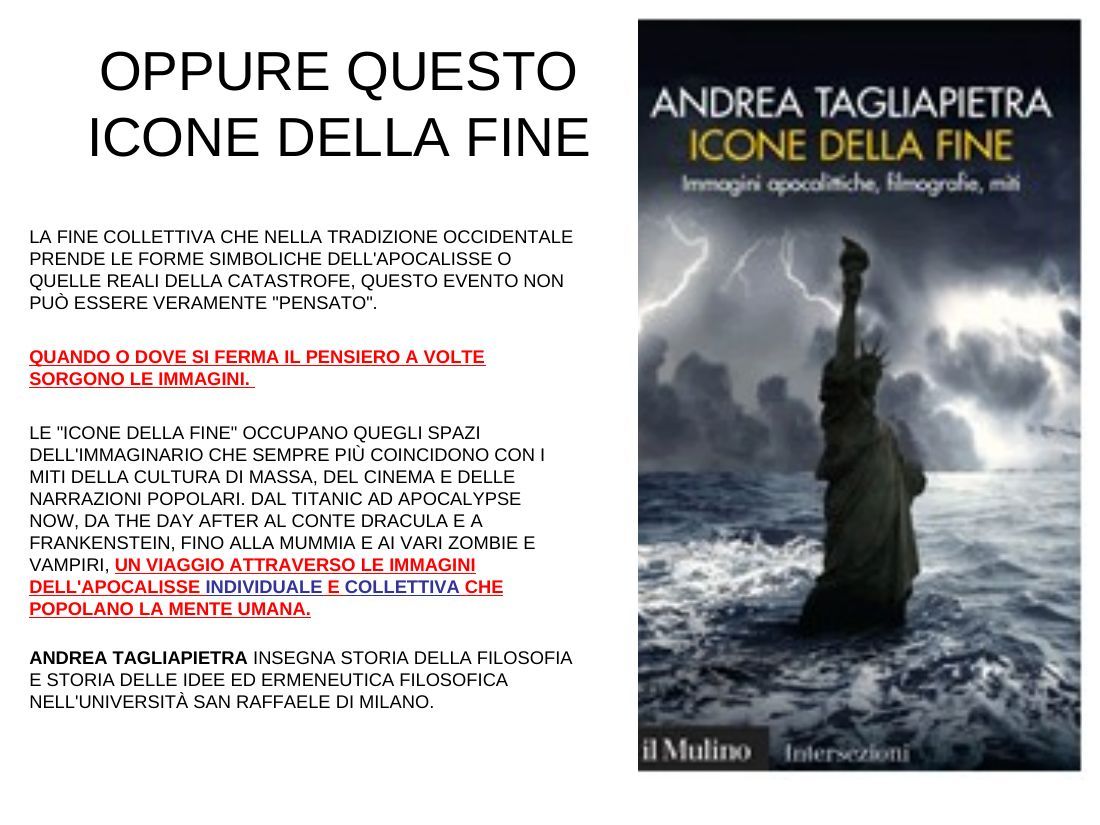 OPPURE QUESTO
ICONE DELLA FINE
LA FINE COLLETTIVA CHE NELLA TRADIZIONE OCCIDENTALE
PRENDE LE FORME SIMBOLICHE DELL'APOCALISSE O
QUELLE REALI DELLA CATASTROFE, QUESTO EVENTO NON
PUÒ ESSERE VERAMENTE "PENSATO".
QUANDO O DOVE SI FERMA IL PENSIERO A VOLTE
SORGONO LE IMMAGINI.
LE "ICONE DELLA FINE" OCCUPANO QUEGLI SPAZI
DELL'IMMAGINARIO CHE SEMPRE PIÙ COINCIDONO CON I
MITI DELLA CULTURA DI MASSA, DEL CINEMA E DELLE
NARRAZIONI POPOLARI. DAL TITANIC AD APOCALYPSE
NOW, DA THE DAY AFTER AL CONTE DRACULA E A
FRANKENSTEIN, FINO ALLA MUMMIA E AI VARI ZOMBIE E
VAMPIRI, UN VIAGGIO ATTRAVERSO LE IMMAGINI
DELL'APOCALISSE INDIVIDUALE E COLLETTIVA CHE
POPOLANO LA MENTE UMANA.
ANDREA TAGLIAPIETRA INSEGNA STORIA DELLA FILOSOFIA
E STORIA DELLE IDEE ED ERMENEUTICA FILOSOFICA
NELL'UNIVERSITÀ SAN RAFFAELE DI MILANO.
ANDREA TAGLIAPIETRA
ICONE DELLA FINE
Immagini apocalittiche, filmografie, miti
il Mulino
Intersezioni